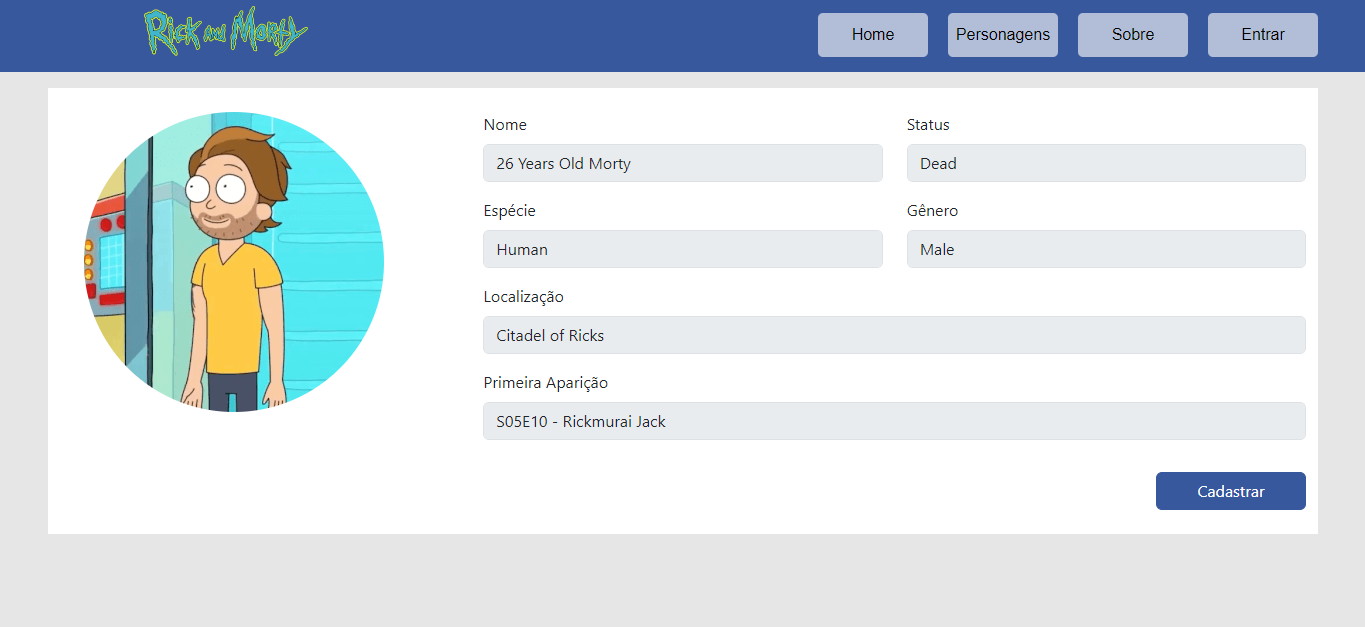 Rick and Morty
Home
Personagens
Sobre
Entrar
Nome
26 Years Old Morty
Status
Dead
Espécie
Human
Gênero
Male
Localização
Citadel of Ricks
Primeira Aparição
S05E10 - Rickmurai Jack
Cadastrar